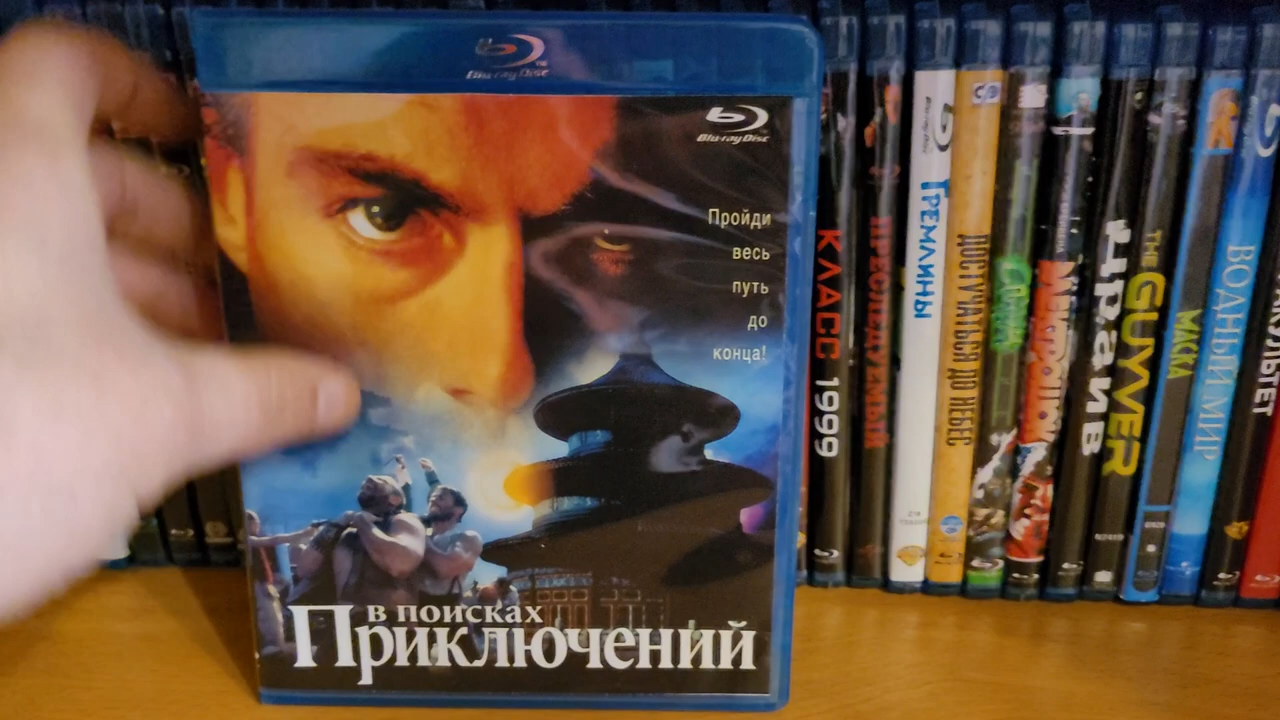 Blu-ray Disc
Blu-ray Disc
Пройди
весь
путь
до
конца!
в поисках
Приключений
КЛАСС 1999
ПРЕСЛЕДУЕМЫЙ
ГРЕМЛИНЫ
ДОСТУЧАТЬСЯ ДО НЕБЕС
Драйв
THE GUYVER
МАСКА
ВОДНЫЙ МИР